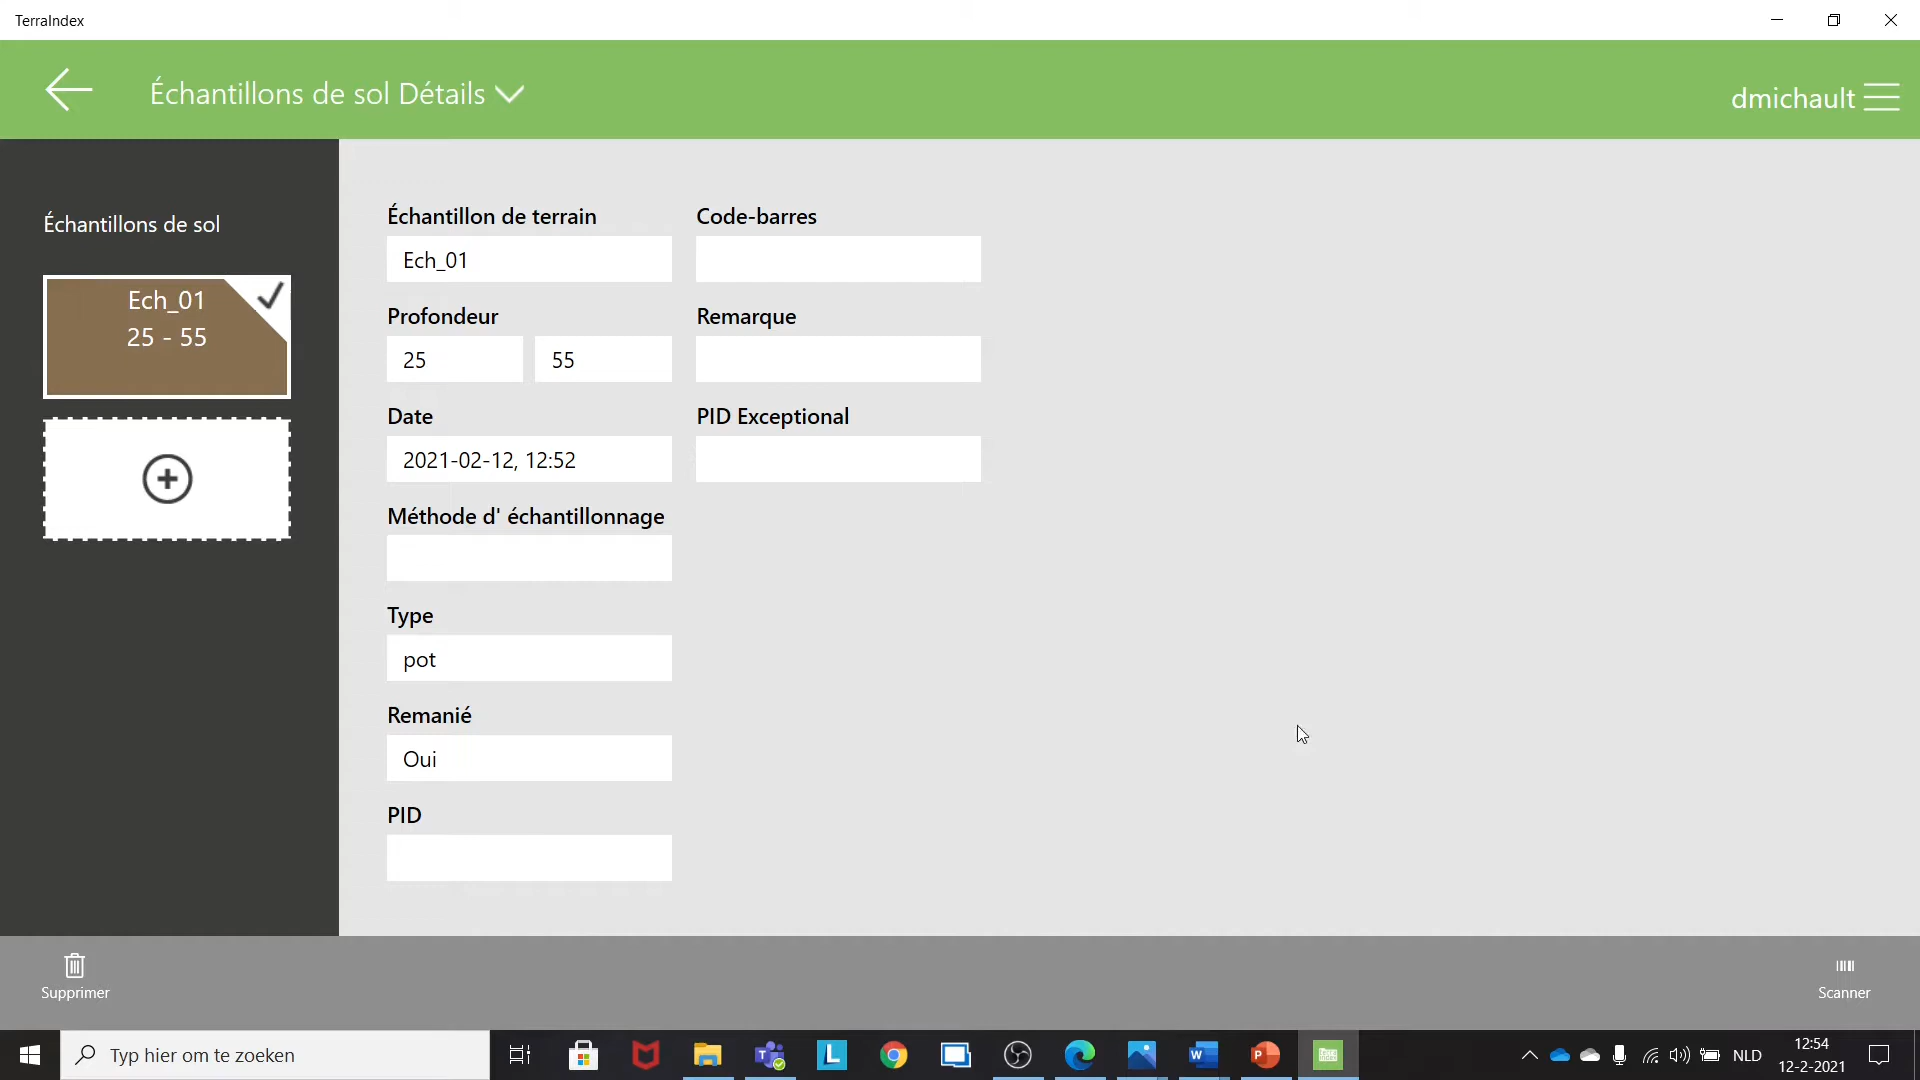 TerraIndex
Échantillons de sol Détails
dmichault
Échantillons de sol
Ech_01
25 - 55
Échantillon de terrain
Ech_01
Profondeur
25 55
Date
2021-02-12, 12:52
Méthode d' échantillonnage
Type
pot
Remanié
Oui
PID
Code-barres
Remarque
PID Exceptional
Supprimer
Scanner
Typ hier om te zoeken
NLD
12:54
12-2-2021